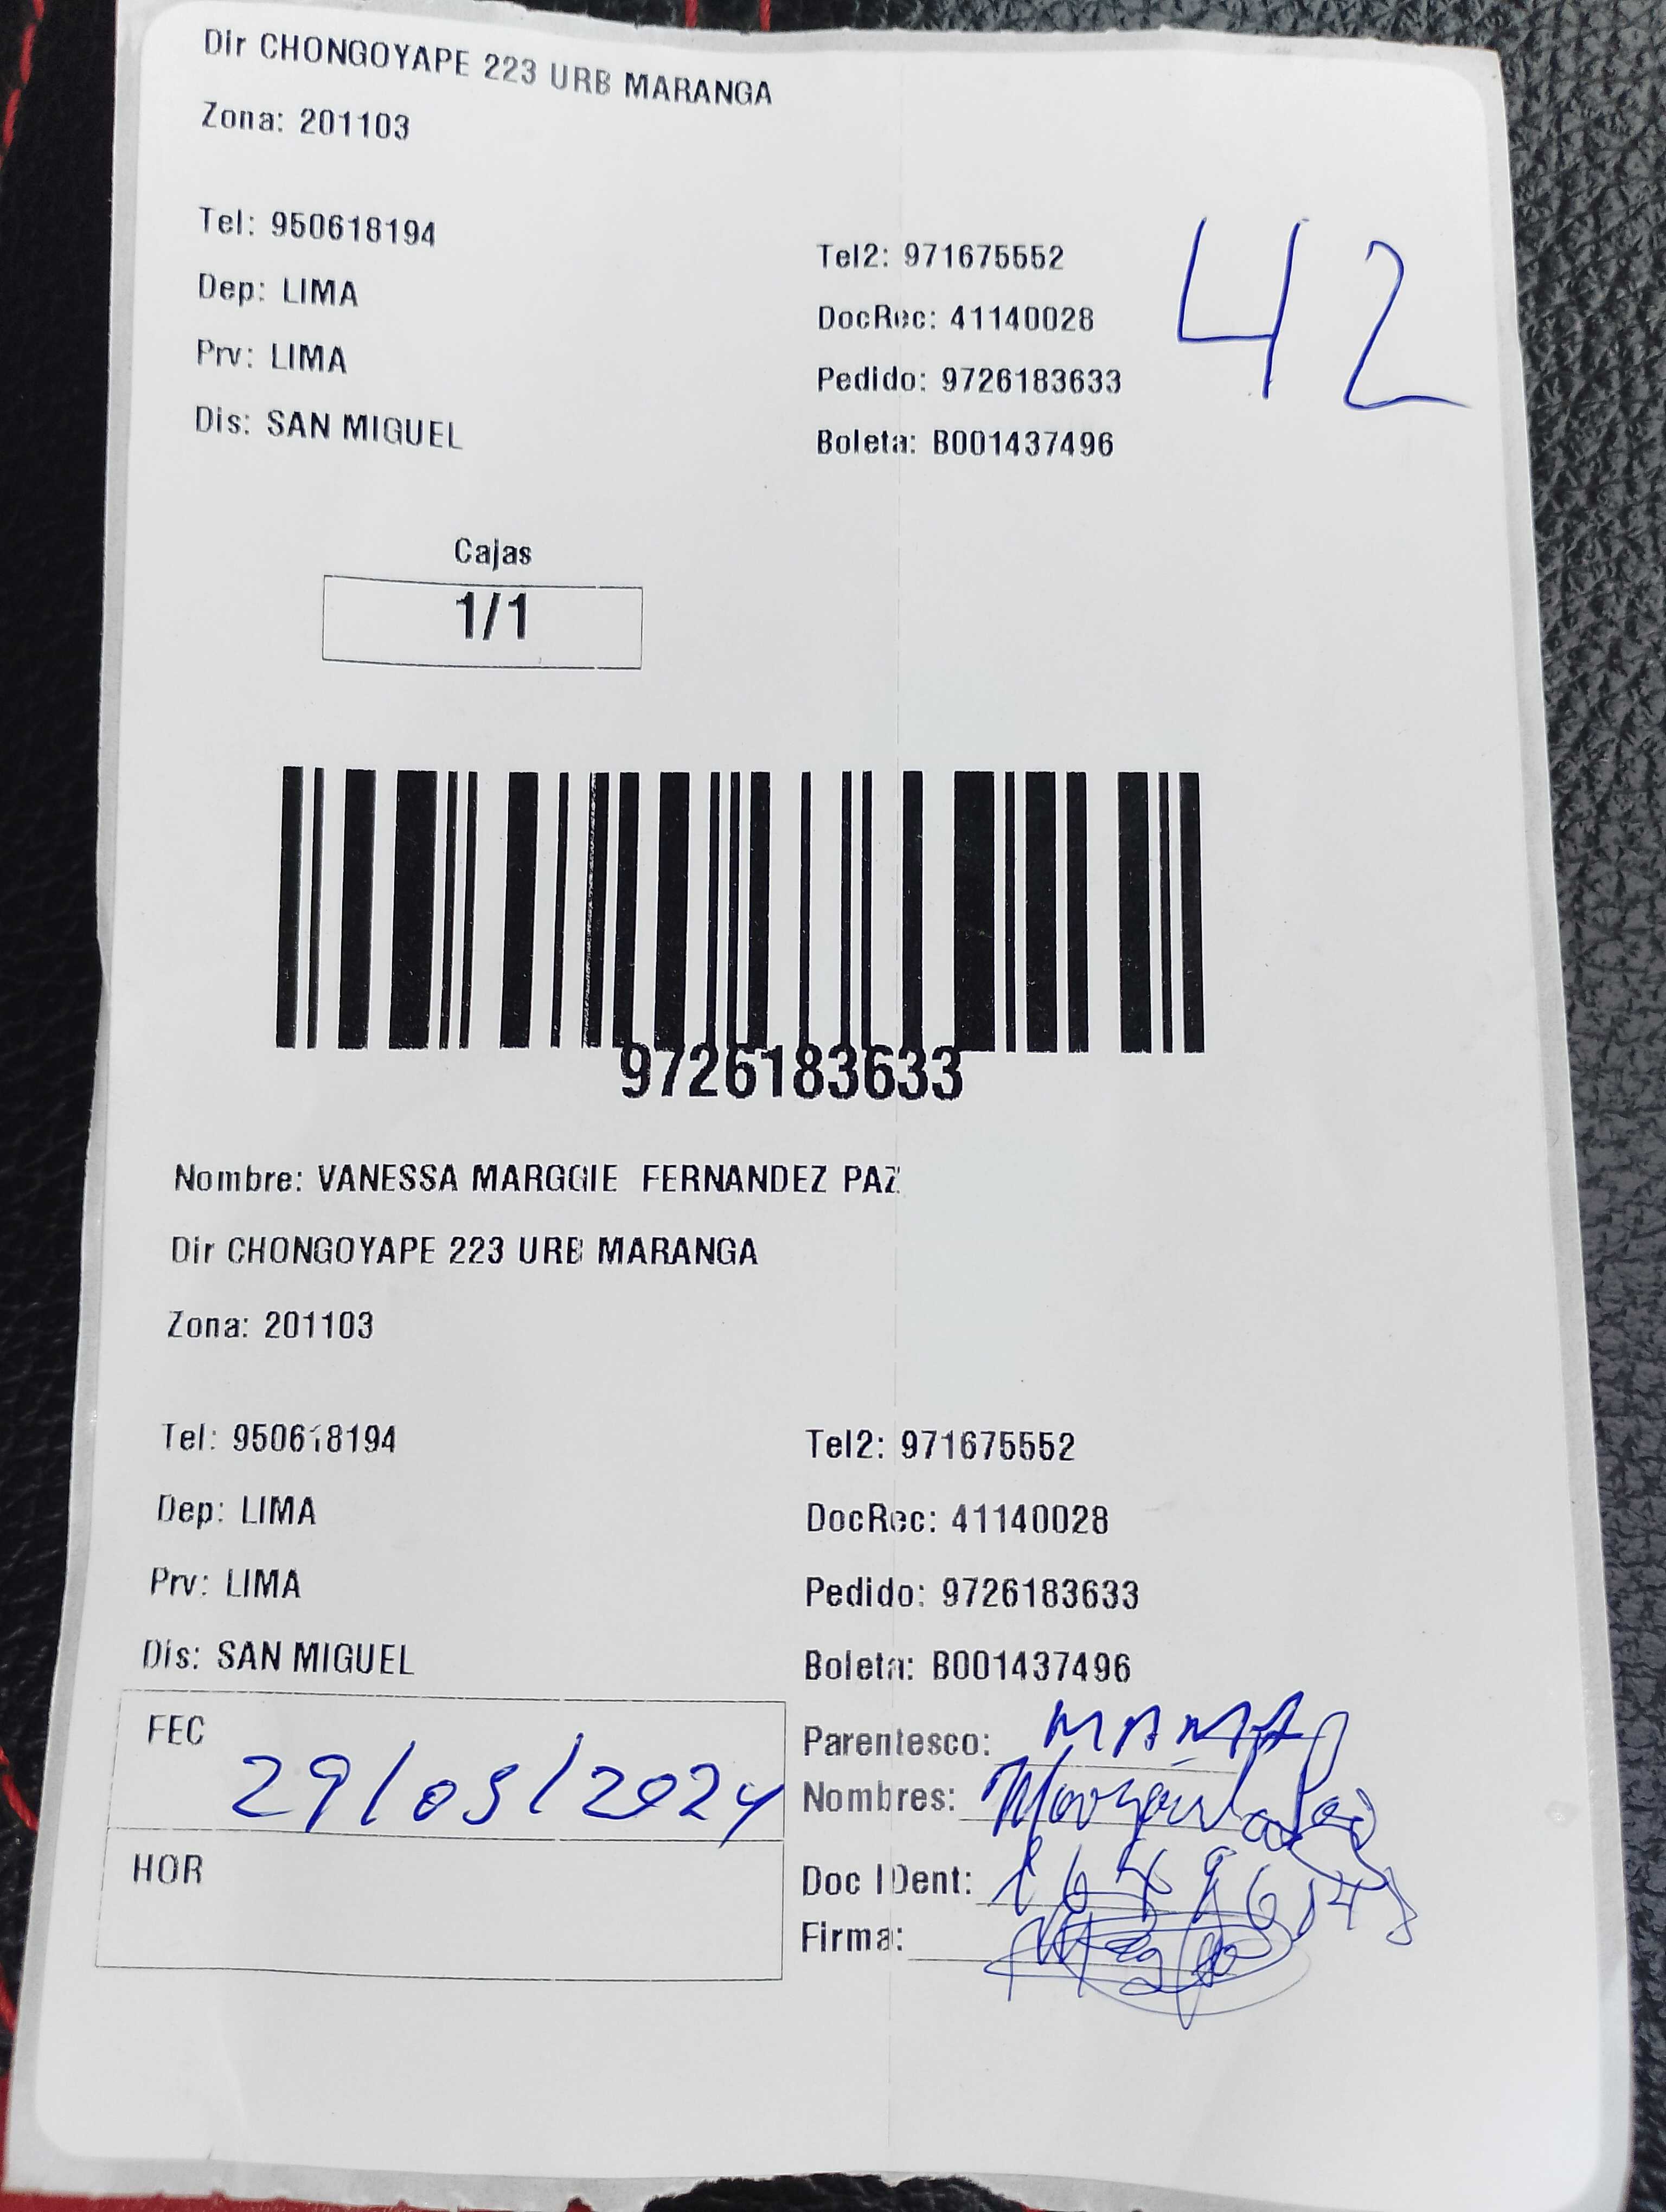 Dir CHONGOYAPE 223 URB MARANGA
Zona: 201103
Tel: 950618194
Tel2: 971675552
42
Dep: LIMA
DocRec: 41140028
Prv: LIMA
Pedido: 9726183633
Dis: SAN MIGUEL
Boleta: B001437496
Cajas
1/1
9726183633
Nombre: VANESSA MARGGIE FERNANDEZ PAZ
Dir CHONGOYAPE 223 URB MARANGA
Zona: 201103
Tel: 950618194
Tel2: 971675552
Dep: LIMA
DocRec: 41140028
Prv: LIMA
Pedido: 9726183633
Dis: SAN MIGUEL
Boleta: B001437496
FEC 29/05/2024
Parentesco: MAMA
Nombres:
HOR
Doc IDent:
Firma: